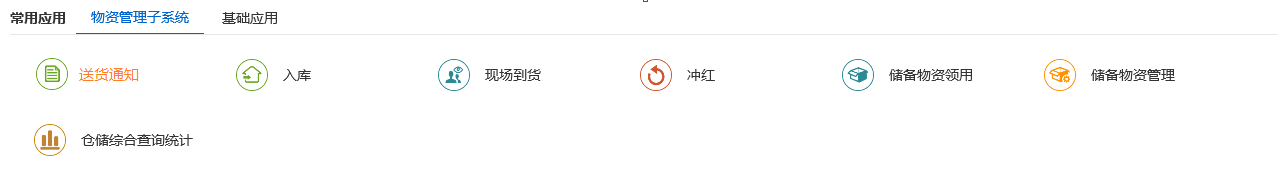 常用应用 物资管理子系统 基础应用
送货通知 入库 现场到货 冲红 储备物资领用 储备物资管理
仓储综合查询统计